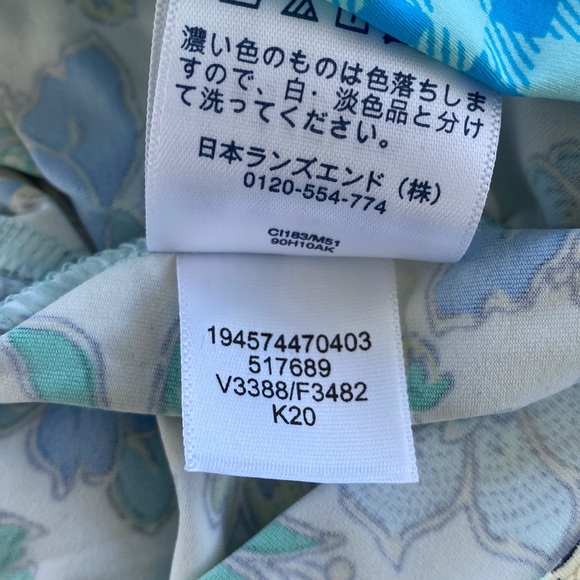 濃い色のものは色落ちしま
すので、白・淡色品と分け
て洗ってください。
日本ランズエンド（株）
0120-554-774
CI183/M51
90H10AK
194574470403
517689
V3388/F3482
K20